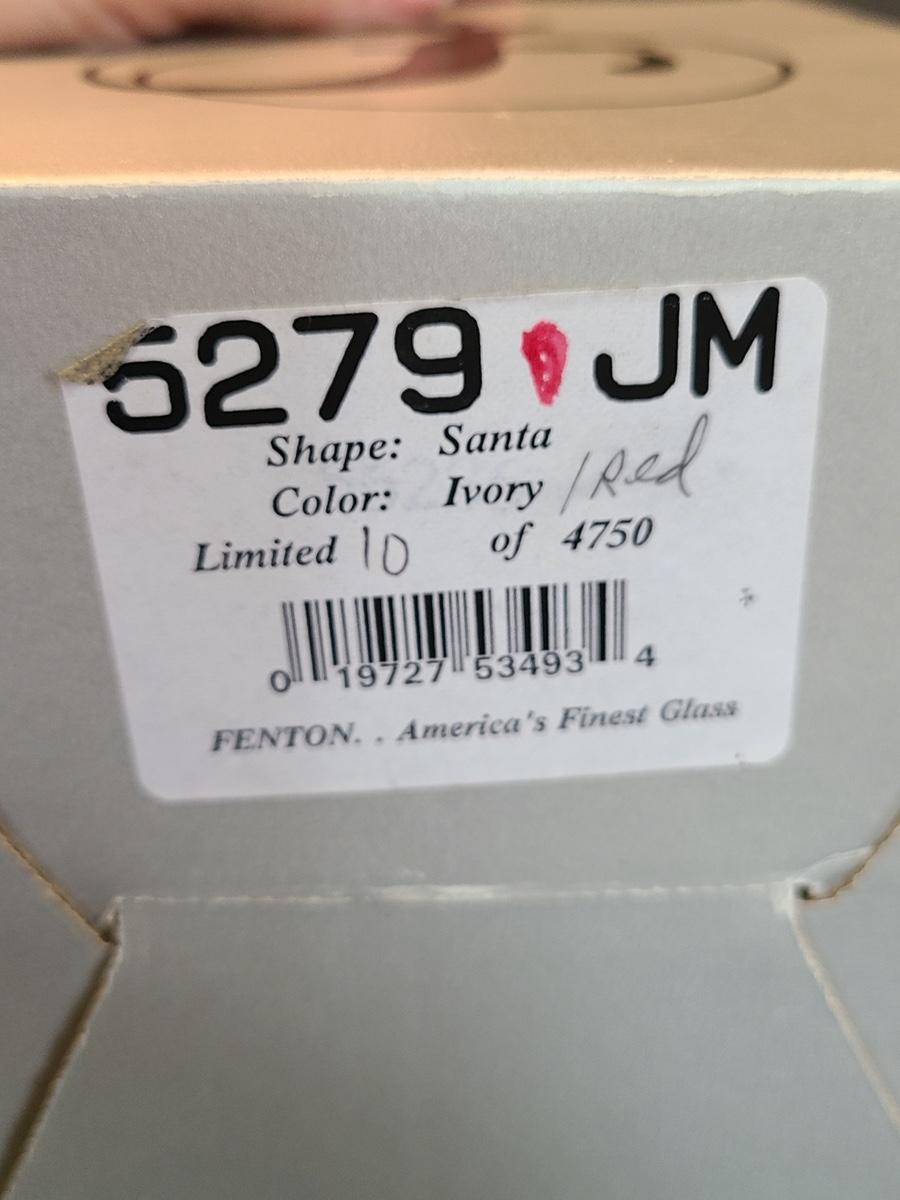 5279 JM
Shape: Santa
Color: Ivory /Red
Limited 10 of 4750
0 19727 53493 4
FENTON. . America's Finest Glass